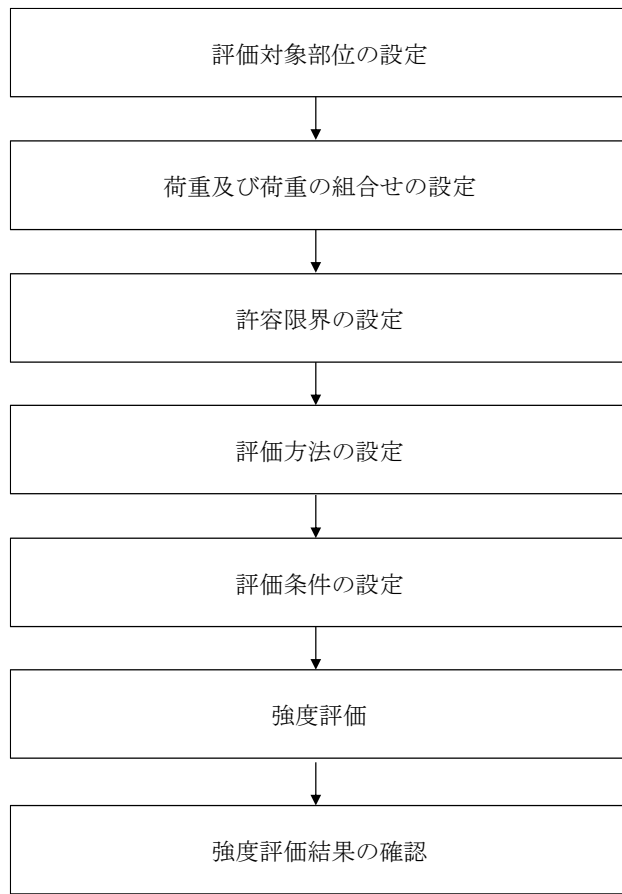 評価対象部位の設定
荷重及び荷重の組合せの設定
許容限界の設定
評価方法の設定
評価条件の設定
強度評価
強度評価結果の確認